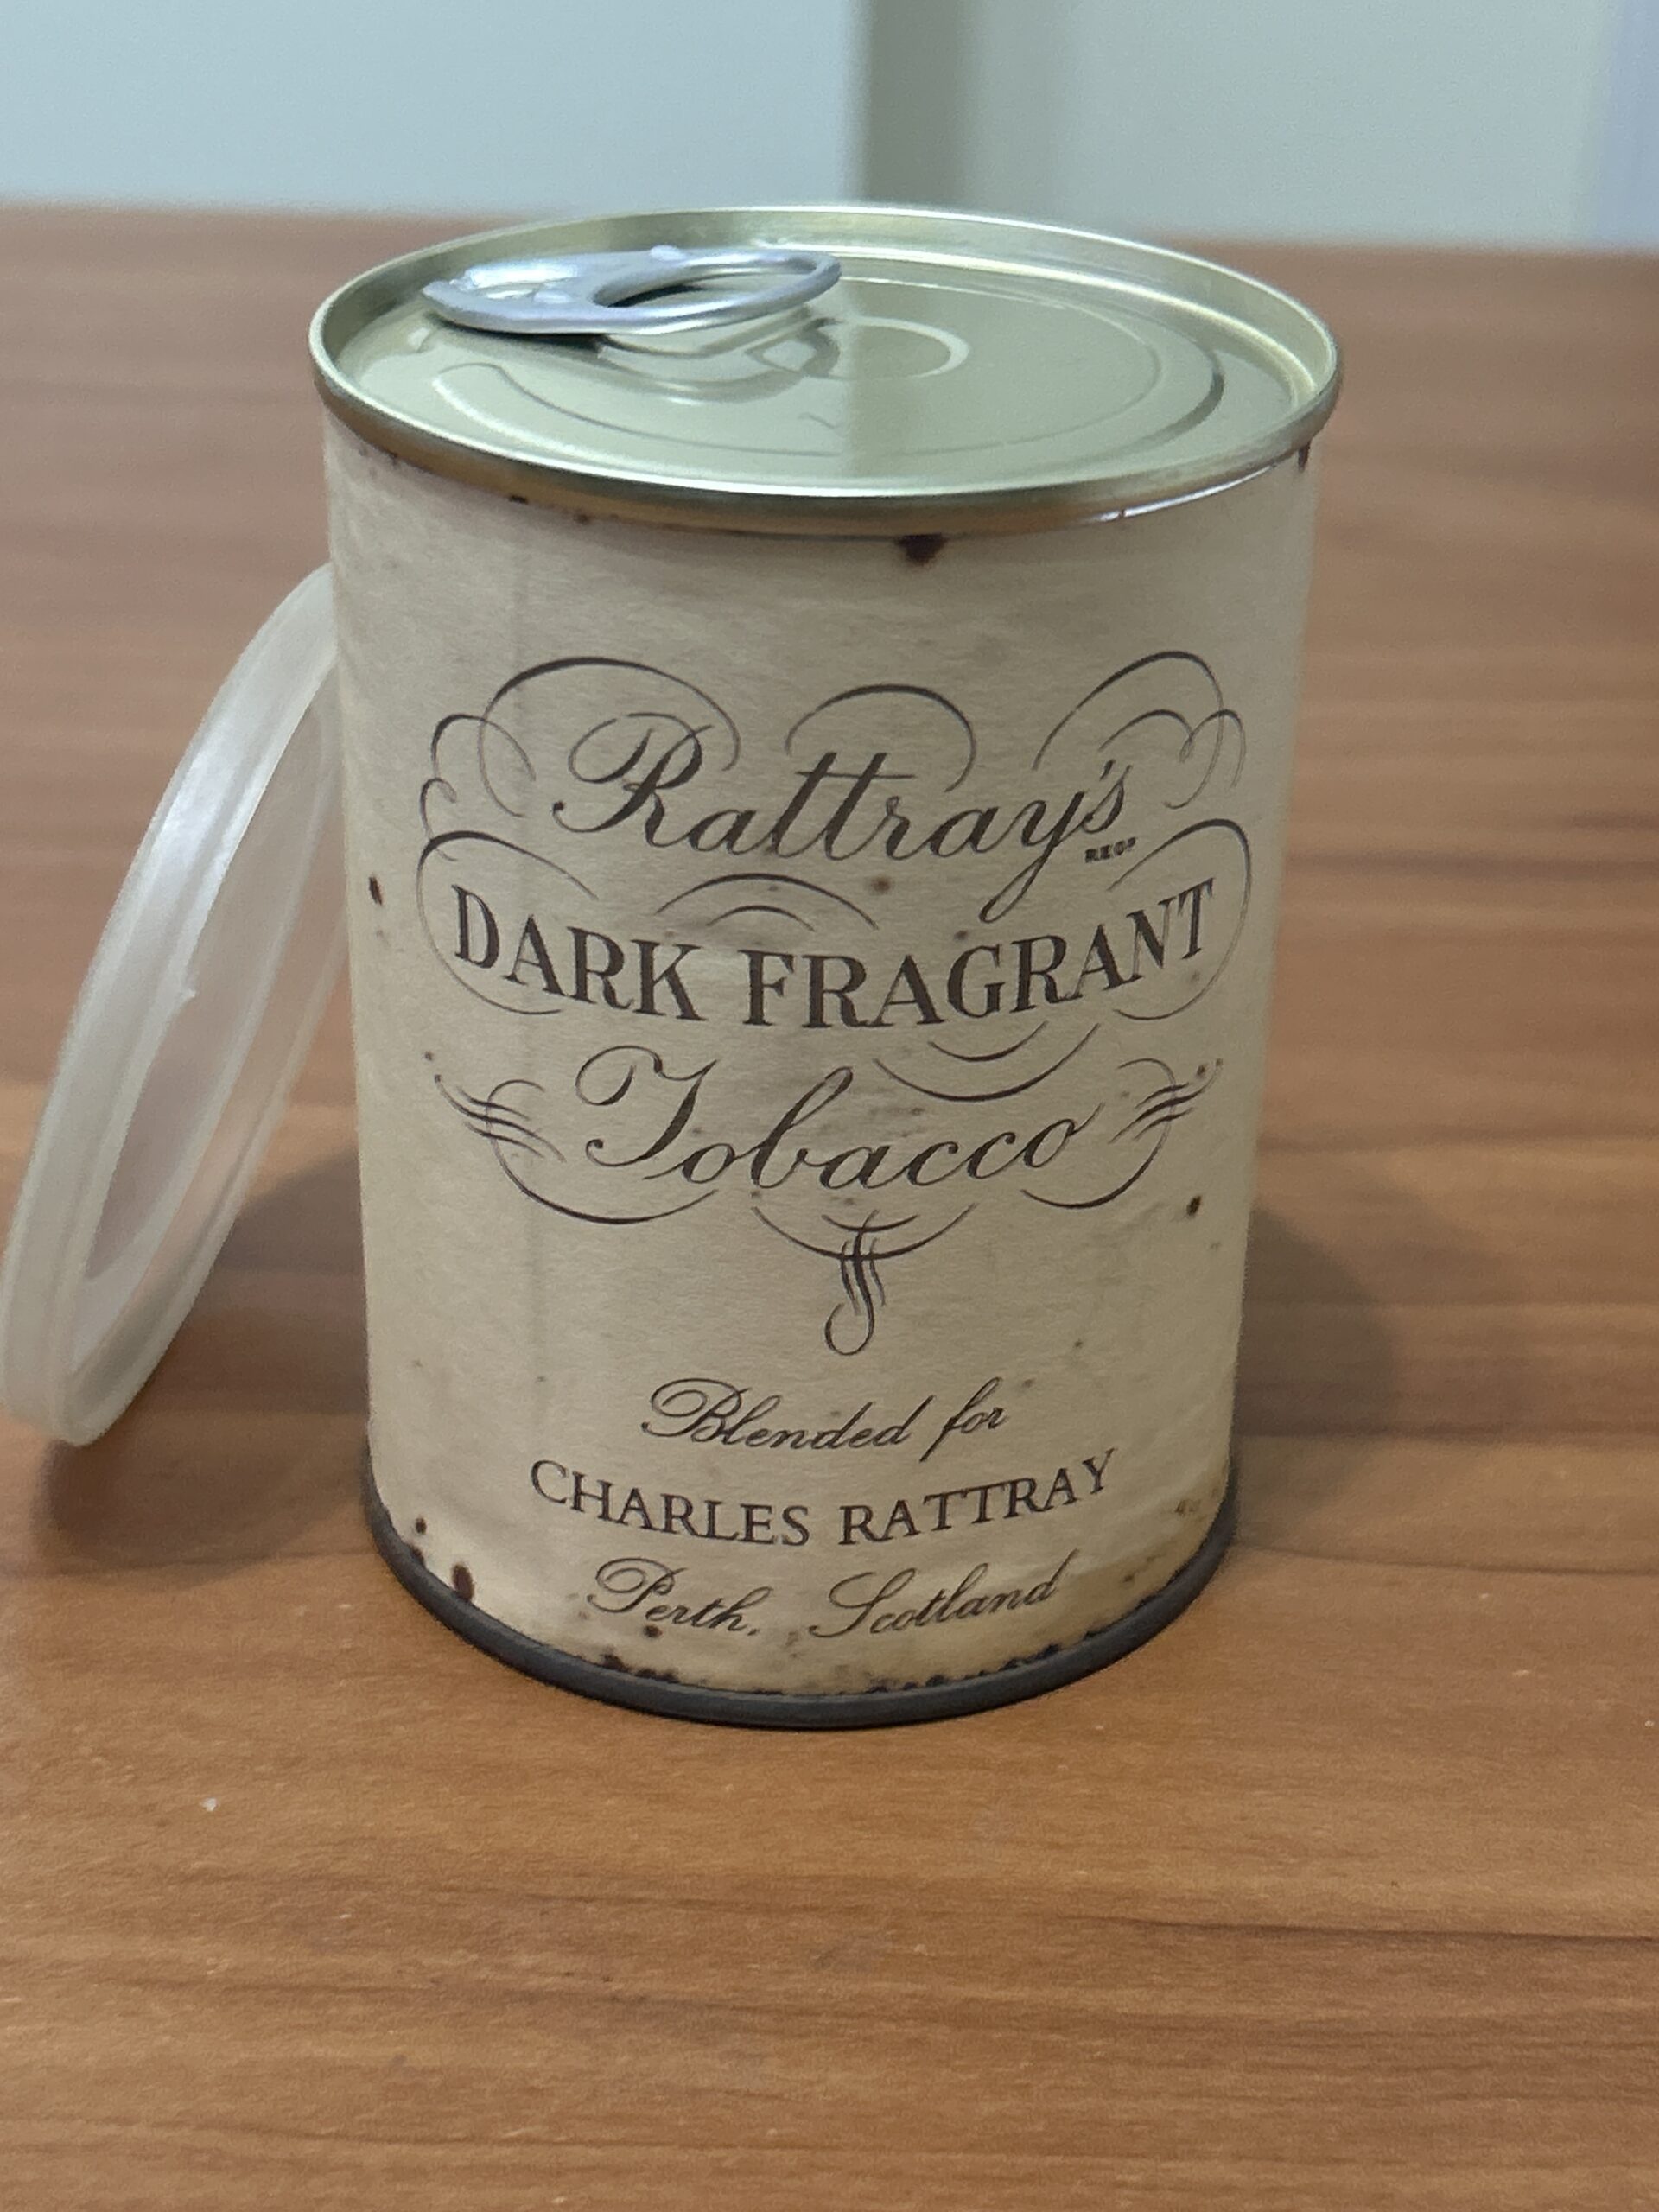 Rattray's
REGD
DARK FRAGRANT
Tobacco
Blended for
CHARLES RATTRAY
Perth, Scotland